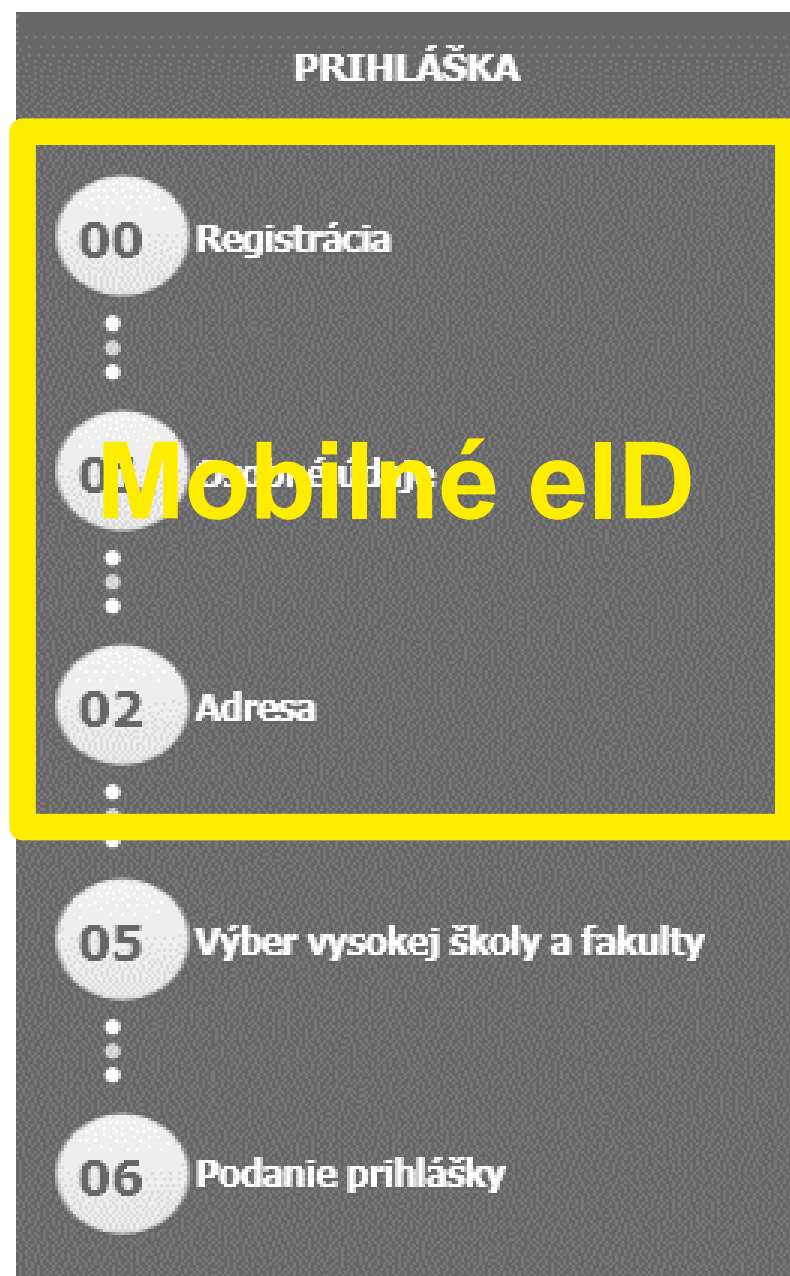 PRIHLÁŠKA
00 Registrácia
Mobilné eID
02 Adresa
05 Výber vysokej školy a fakulty
06 Podanie prihlášky